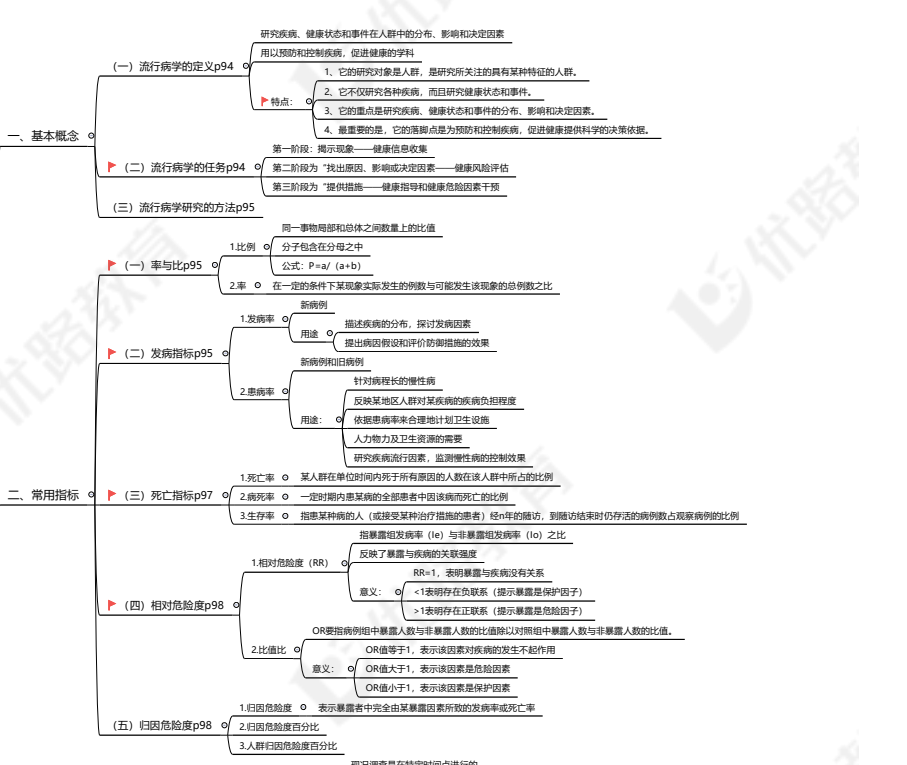 一、基本概念
（一）流行病学的定义p94
研究疾病、健康状态和事件在人群中的分布、影响和决定因素
用以预防和控制疾病，促进健康的学科
特点：
1、它的研究对象是人群，是研究所关注的具有某种特征的人群。
2、它不仅研究各种疾病，而且研究健康状态和事件。
3、它的重点是研究疾病、健康状态和事件的分布、影响和决定因素。
4、最重要的是，它的落脚点是为预防和控制疾病，促进健康提供科学的决策依据。
（二）流行病学的任务p94
第一阶段：揭示现象——健康信息收集
第二阶段为“找出原因、影响或决定因素——健康风险评估
第三阶段为“提供措施——健康指导和健康危险因素干预
（三）流行病学研究的方法p95
二、常用指标
（一）率与比p95
1.比例
同一事物局部和总体之间数量上的比值
分子包含在分母之中
公式：P=a/（a+b）
2.率
在一定的条件下某现象实际发生的例数与可能发生该现象的总例数之比
（二）发病指标p95
1.发病率
新病例
用途
描述疾病的分布，探讨发病因素
提出病因假设和评价防御措施的效果
2.患病率
新病例和旧病例
用途：
针对病程长的慢性病
反映某地区人群对某疾病的疾病负担程度
依据患病率来合理地计划卫生设施
人力物力及卫生资源的需要
研究疾病流行因素，监测慢性病的控制效果
（三）死亡指标p97
1.死亡率
某人群在单位时间内死于所有原因的人数在该人群中所占的比例
2.病死率
一定时期内患某病的全部患者中因该病而死亡的比例
3.生存率
指患某种病的人（或接受某种治疗措施的患者）经n年的随访，到随访结束时仍存活的病例数占观察病例的比例
（四）相对危险度p98
1.相对危险度（RR）
指暴露组发病率（Ie）与非暴露组发病率（Io）之比
反映了暴露与疾病的关联强度
意义：
RR=1，表明暴露与疾病没有关系
<1表明存在负联系（提示暴露是保护因子）
>1表明存在正联系（提示暴露是危险因子）
2.比值比
OR要指病例组中暴露人数与非暴露人数的比值除以对照组中暴露人数与非暴露人数的比值。
意义：
OR值等于1，表示该因素对疾病的发生不起作用
OR值大于1，表示该因素是危险因素
OR值小于1，表示该因素是保护因素
（五）归因危险度p98
1.归因危险度
表示暴露者中完全由某暴露因素所致的发病率或死亡率
2.归因危险度百分比
3.人群归因危险度百分比
现况调查是在特定时间点进行的
优路教育
优路教育
优路教育